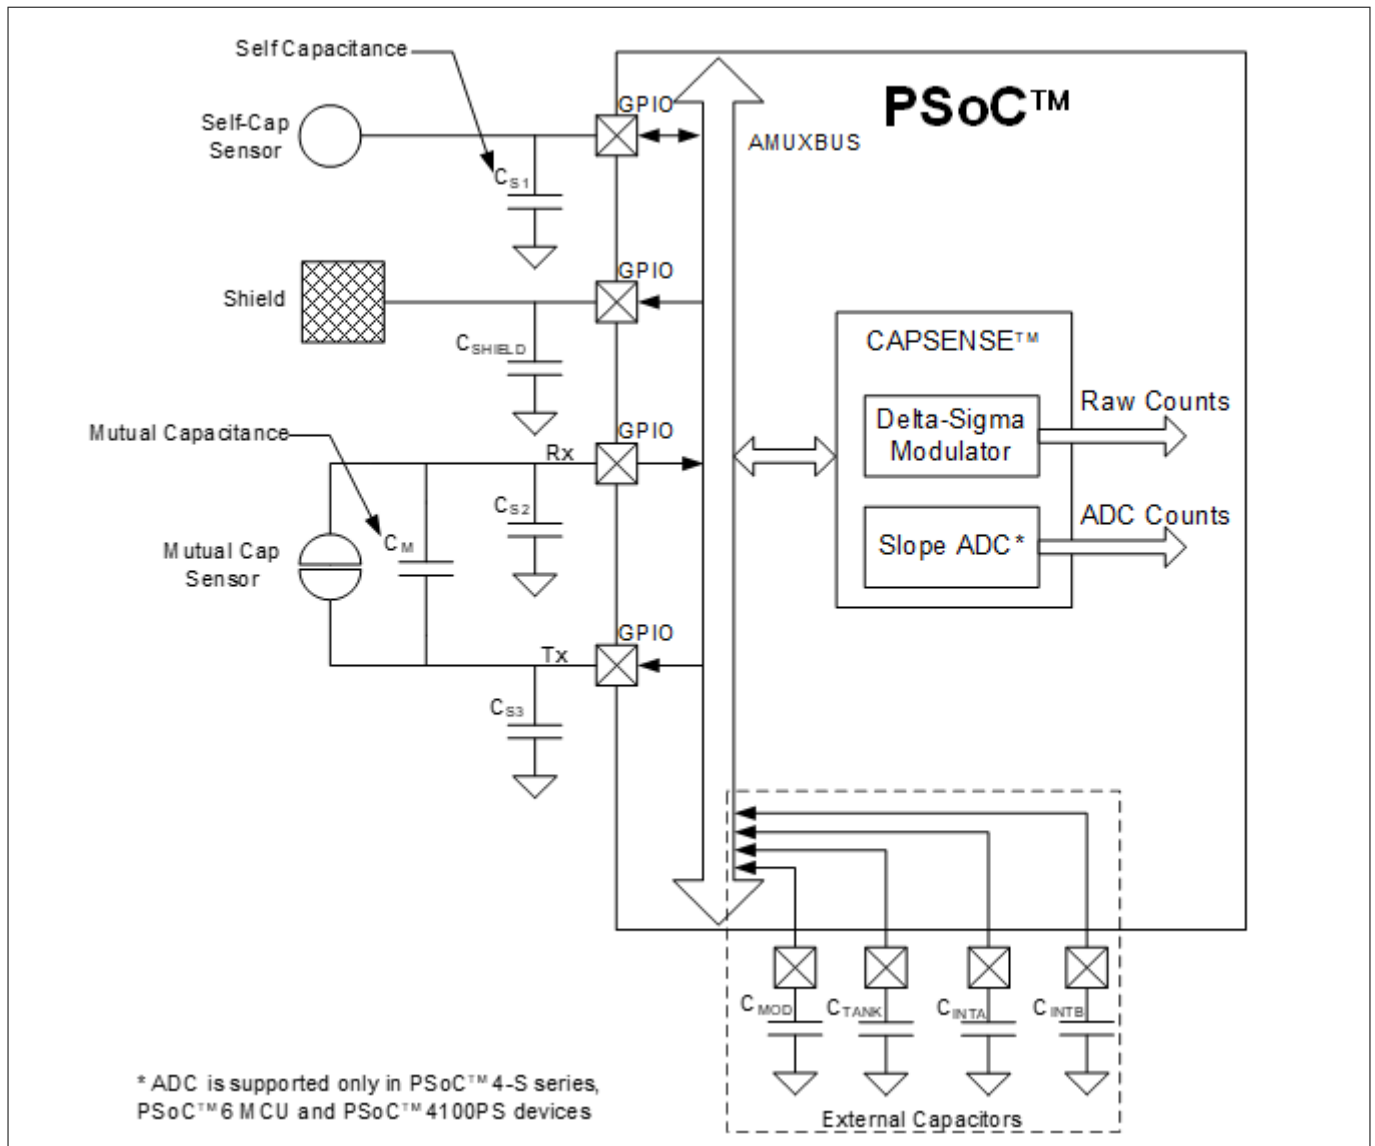 Self Capacitance
GPIO
PSoC™
Self-Cap
Sensor
AMUXBUS
CS1
GPIO
Shield
CSHIELD
CAPSENSE™
Delta-Sigma
Modulator
Raw Counts
Mutual Capacitance
GPIO
Rx
CS2
CM
Slope ADC*
ADC Counts
Mutual Cap
Sensor
GPIO
Tx
CS3
CMOD
CTANK
CINTA
CINTB
* ADC is supported only in PSoC™ 4-S series,
PSoC™ 6 MCU and PSoC™ 4100PS devices
External Capacitors